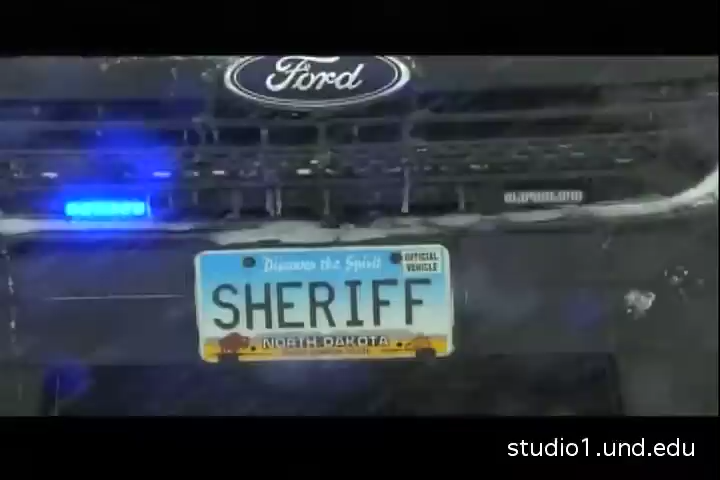 Ford
Discover the Spirit
OFFICIAL
VEHICLE
SHERIFF
NORTH DAKOTA
studio1.und.edu